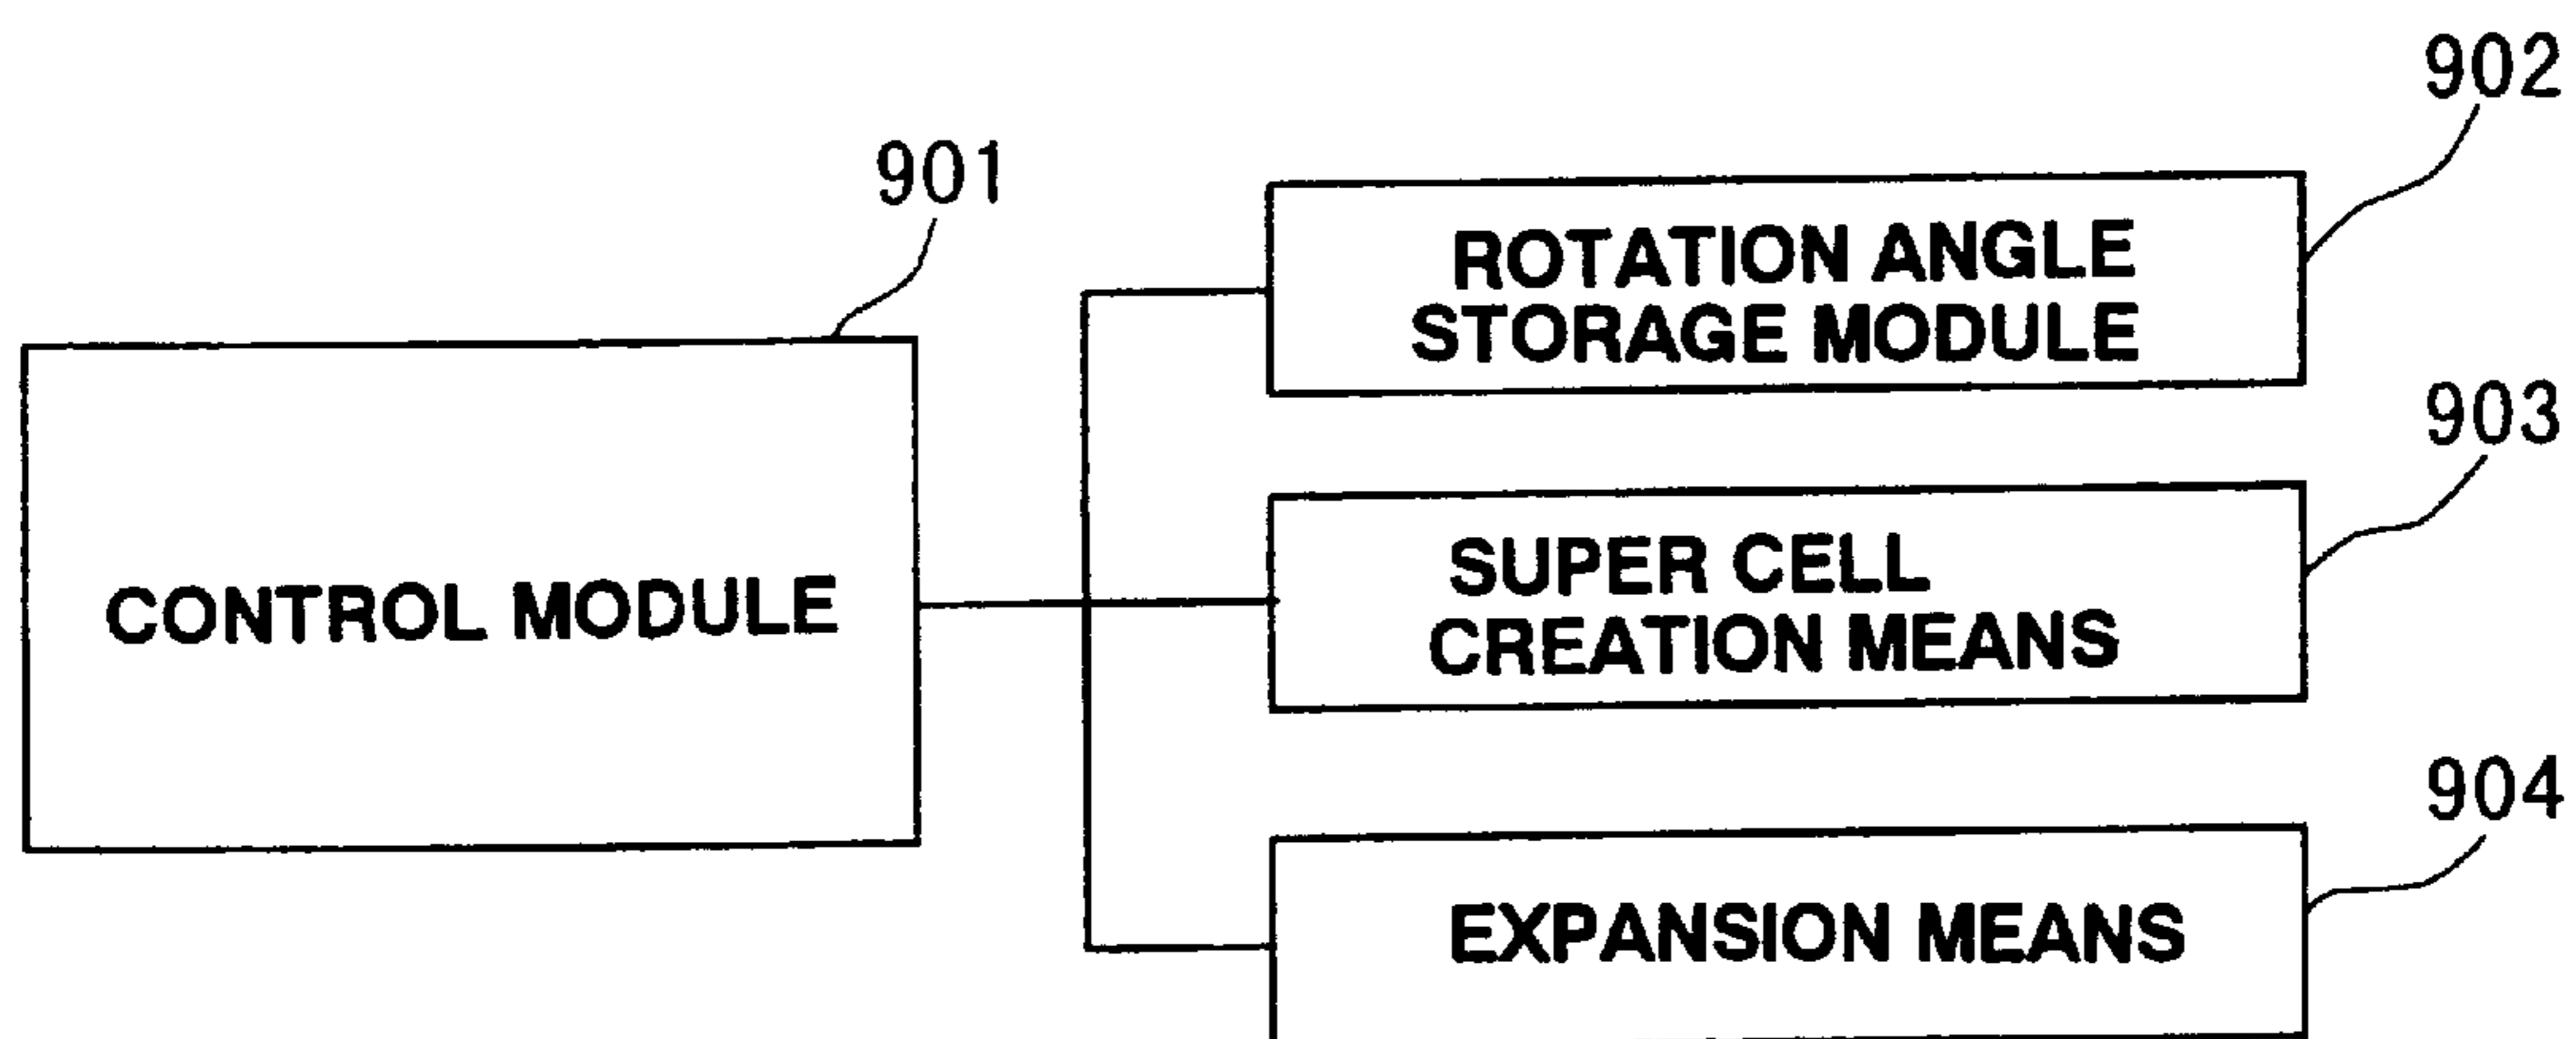 902
901
ROTATION ANGLE
STORAGE MODULE
903
SUPER CELL
CREATION MEANS
CONTROL MODULE
904
EXPANSION MEANS